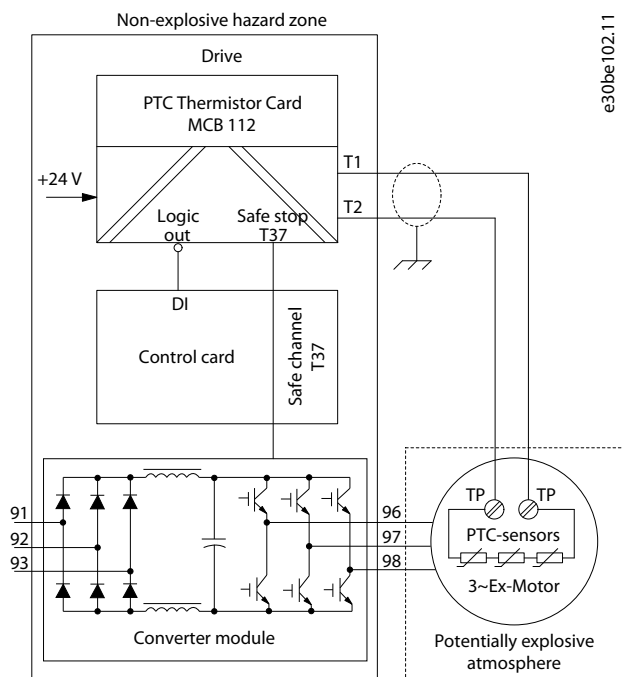 Non-explosive hazard zone
e30be102.11
Drive
PTC Thermistor Card
MCB 112
T1
+24 V
T2
Logic
out
Safe stop
T37
DI
Control card
Safe channel
T37
TP
TP
91
96
PTC-sensors
92
97
93
98
3~Ex-Motor
Converter module
Potentially explosive
atmosphere